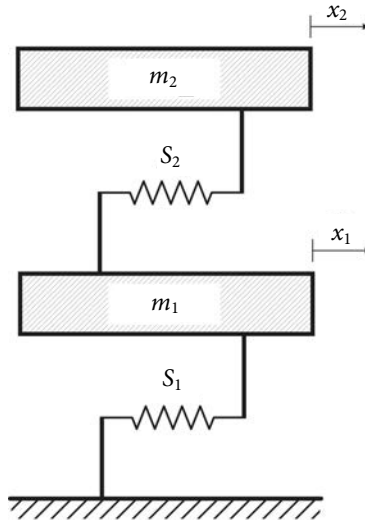 x₂
m₂
S₂
x₁
m₁
S₁